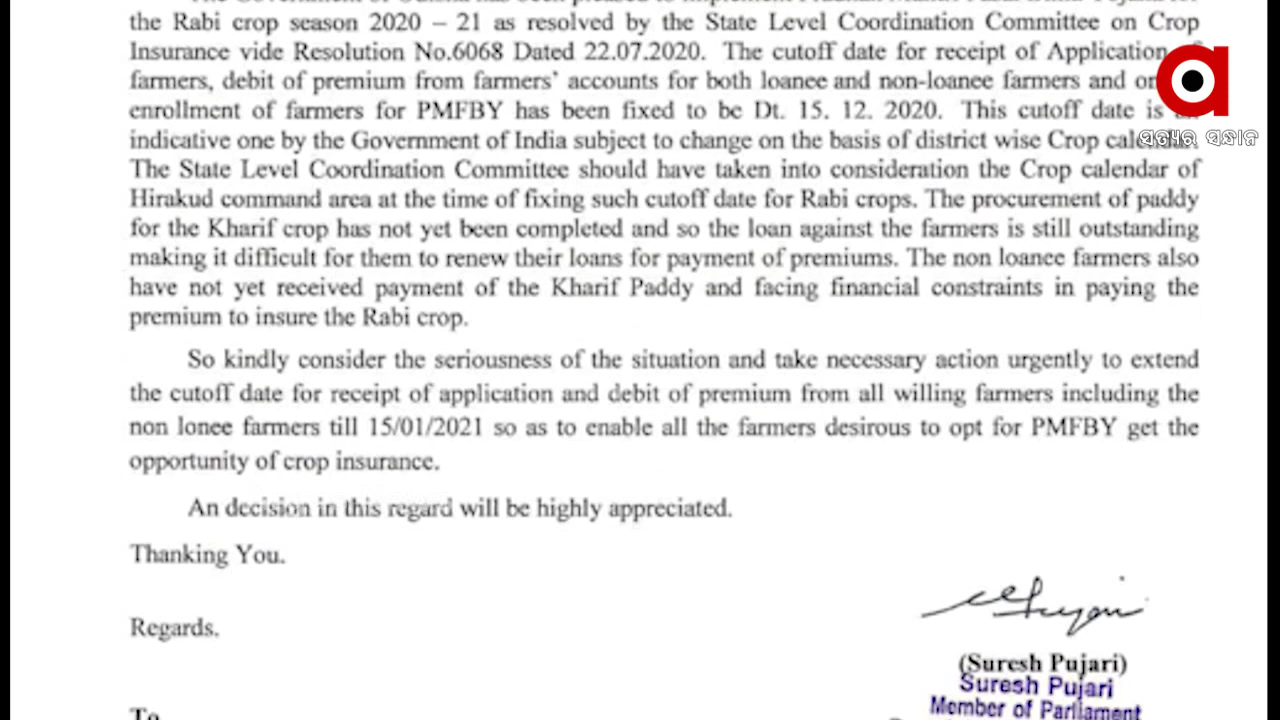 the Rabi crop season 2020 – 21 as resolved by the State Level Coordination Committee on Crop
Insurance vide Resolution No.6068 Dated 22.07.2020. The cutoff date for receipt of Application
farmers, debit of premium from farmers' accounts for both loanee and non-loanee farmers and
enrollment of farmers for PMFBY has been fixed to be Dt. 15. 12. 2020. This cutoff date is
indicative one by the Government of India subject to change on the basis of district wise Crop
The State Level Coordination Committee should have taken into consideration the Crop calendar of
Hirakud command area at the time of fixing such cutoff date for Rabi crops. The procurement of paddy
for the Kharif crop has not yet been completed and so the loan against the farmers is still outstanding
making it difficult for them to renew their loans for payment of premiums. The non loanee farmers also
have not yet received payment of the Kharif Paddy and facing financial constraints in paying the
premium to insure the Rabi crop.
So kindly consider the seriousness of the situation and take necessary action urgently to extend
the cutoff date for receipt of application and debit of premium from all willing farmers including the
non lonee farmers till 15/01/2021 so as to enable all the farmers desirous to opt for PMFBY get the
opportunity of crop insurance.
An decision in this regard will be highly appreciated.
Thanking You.
Regards.
(Suresh Pujari)
Suresh Pujari
Member of Parliament
To